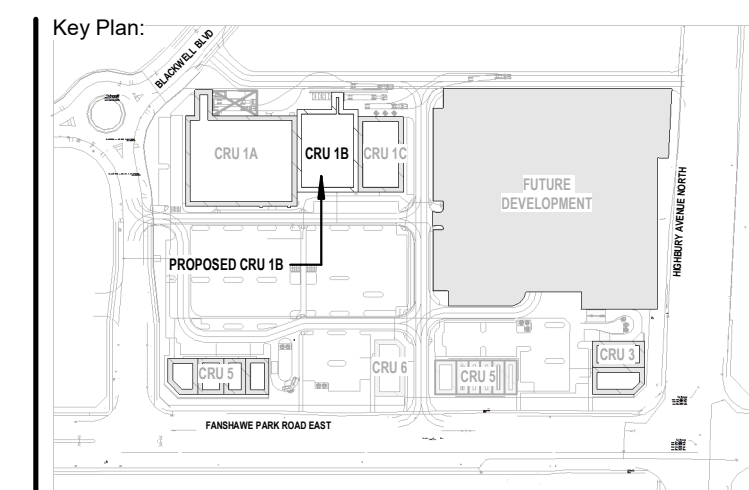 Key Plan:
BLACKWELL BLVD
CRU 1A
CRU 1B
CRU 1C
FUTURE
DEVELOPMENT
HIGHBURY AVENUE NORTH
PROPOSED CRU 1B
CRU 5
CRU 6
CRU 5
CRU 3
FANSHAWE PARK ROAD EAST